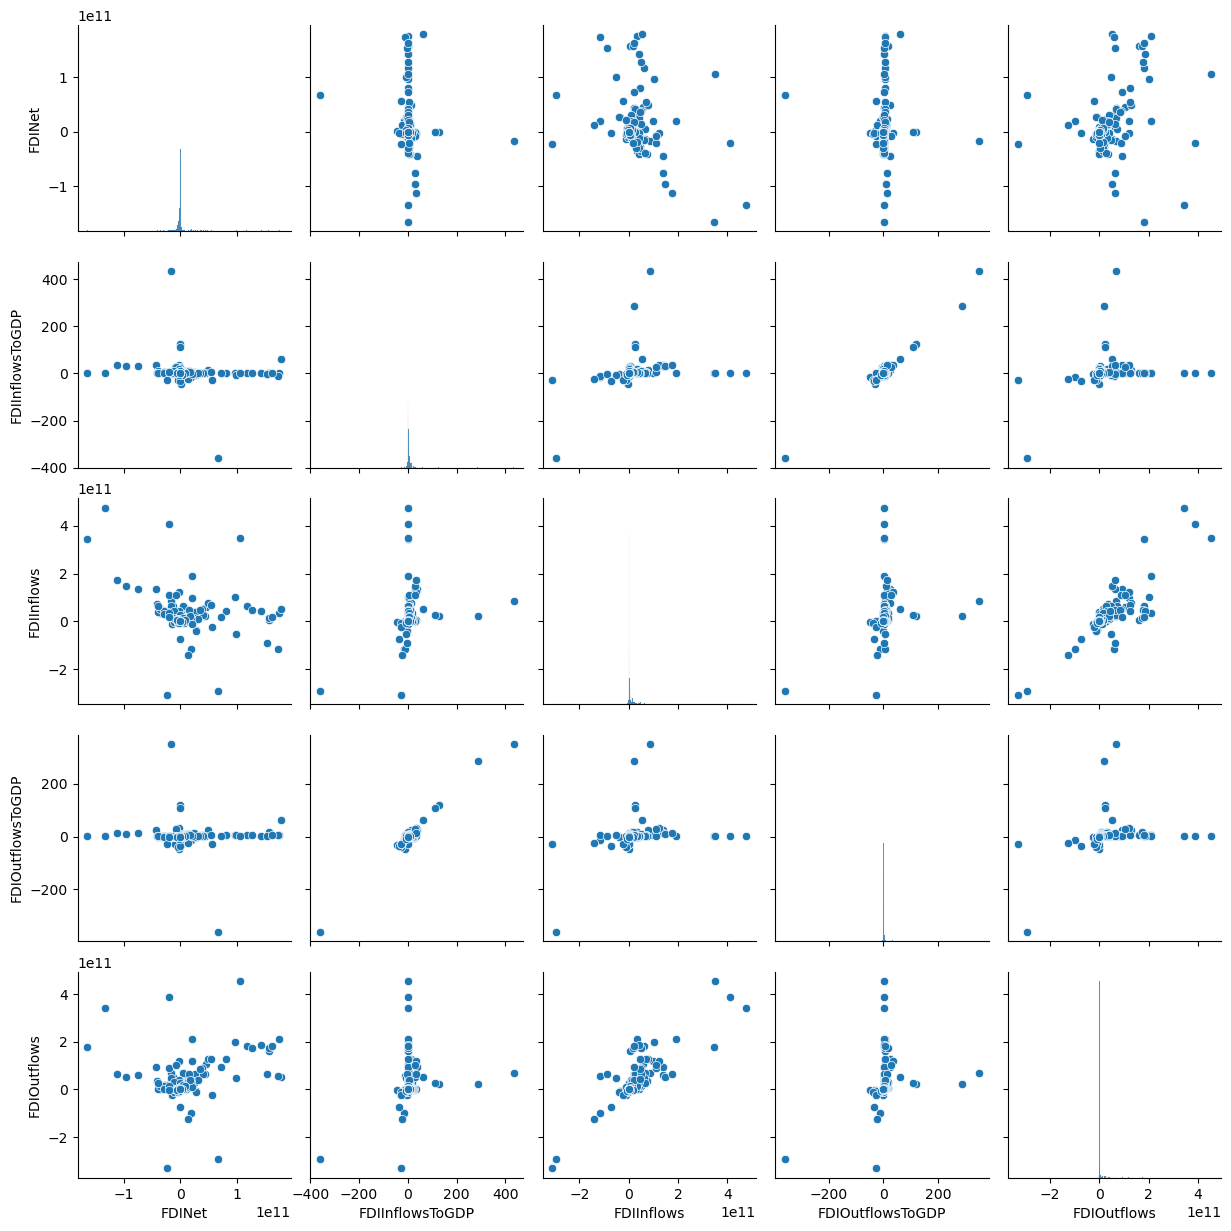 1e11
FDINet
1
0
−1
FDIInflowsToGDP
400
200
0
−200
−400
1e11
FDIInflows
4
2
0
−2
FDIOutflowsToGDP
200
0
−200
1e11
FDIOutflows
4
2
0
−2
−1 0 1 −400 −200 0 200 400 −2 0 2 4 −200 0 200 −2 0 2 4
FDINet 1e11 FDIInflowsToGDP FDIInflows 1e11 FDIOutflowsToGDP FDIOutflows 1e11